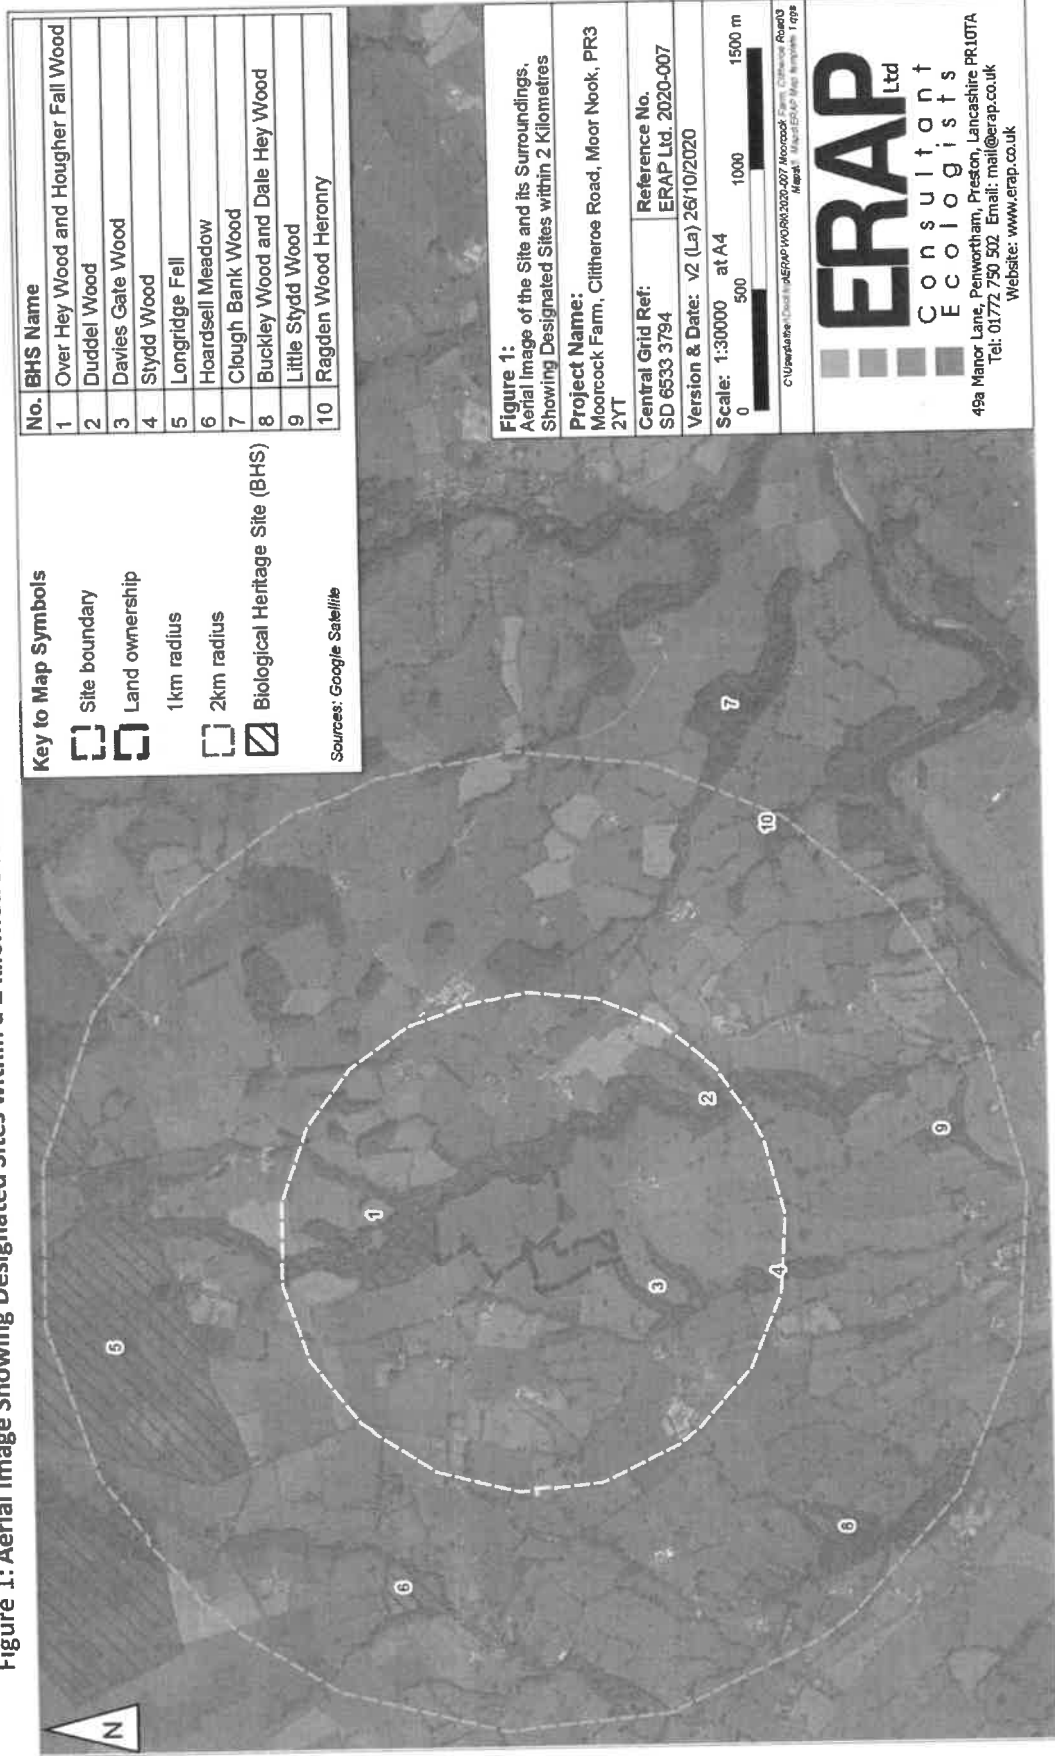 Figure 1: Aerial Image Showing Designated Sites within a 2
Key to Map Symbols
Site boundary
Land ownership
1km radius
2km radius
Biological Heritage Site (BHS)
Sources: Google Satellite
No. BHS Name
1 Over Hey Wood and Hougher Fall Wood
2 Duddel Wood
3 Davies Gate Wood
4 Stydd Wood
5 Longridge Fell
6 Hoardsell Meadow
7 Clough Bank Wood
8 Buckley Wood and Dale Hey Wood
9 Little Stydd Wood
10 Ragden Wood Heronry
Figure 1:
Aerial Image of the Site and its Surroundings,
Showing Designated Sites within 2 Kilometres
Project Name:
Moorcock Farm, Clitheroe Road, Moor Nook, PR3
2YT
Central Grid Ref:
SD 6533 3794
Reference No.
ERAP Ltd. 2020-007
Version & Date: v2 (La) 26/10/2020
Scale: 1:30000 at A4
0 500 1000 1500 m
ERAP
Ltd
Consultant
Ecologists
49a Manor Lane, Penwortham, Preston, Lancashire PR10TA
Tel: 01772 750 502 Email: mail@erap.co.uk
Website: www.erap.co.uk
N
5
6
1
3
2
4
8
9
10
7